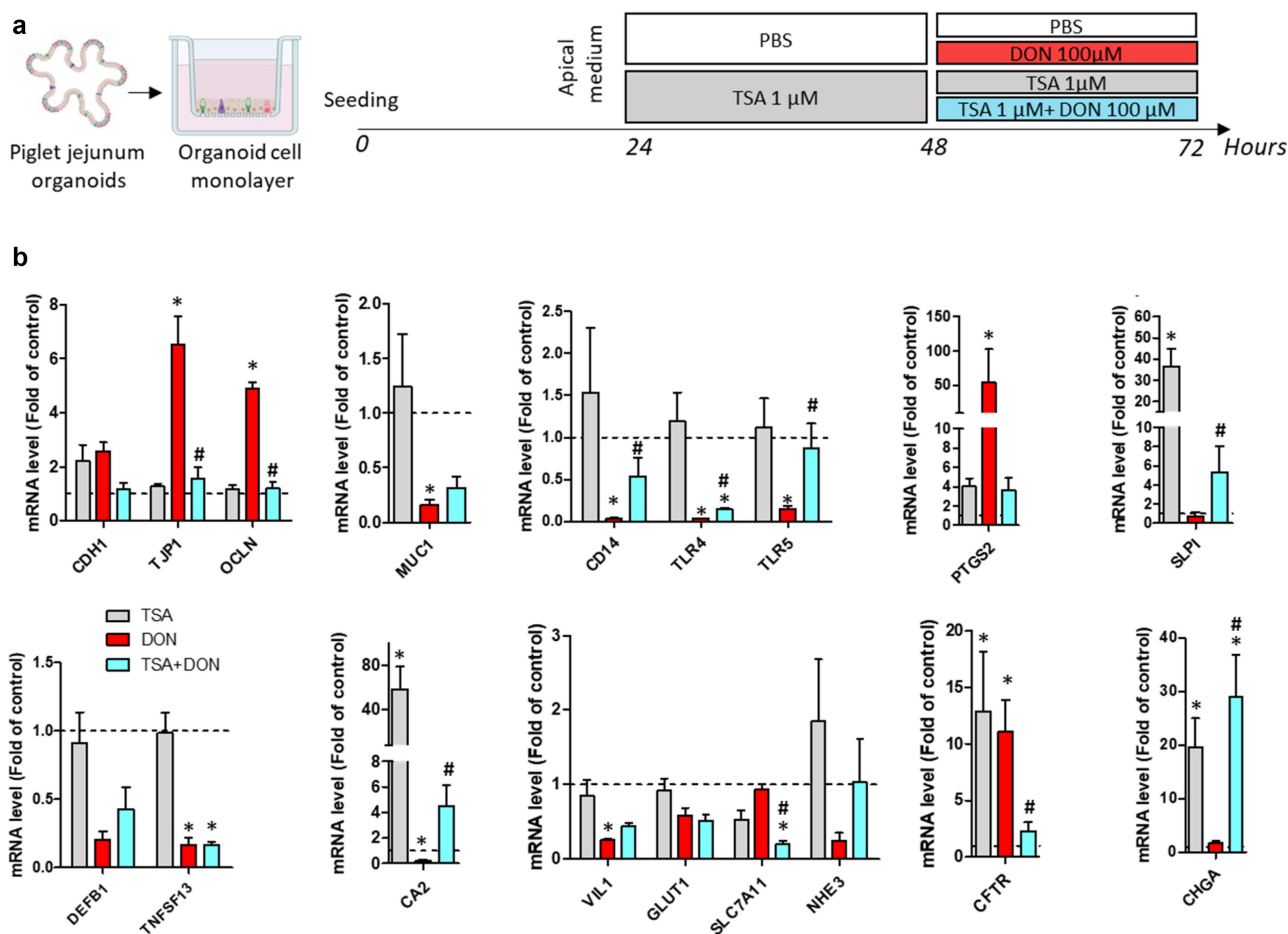 a
Piglet jejunum
organoids
Organoid cell
monolayer
Seeding
Apical
medium
PBS
TSA 1 μM
PBS
DON 100μM
TSA 1μM
TSA 1 μM+ DON 100 μM
0
24
48
72
Hours
b
mRNA level (Fold of control)
8
6
4
2
0
*
*
#
#
CDH1
TJP1
OCLN
mRNA level (Fold of control)
2.0
1.5
1.0
0.5
0.0
*
MUC1
mRNA level (Fold of control)
2.5
2.0
1.5
1.0
0.5
0.0
#
*
#
*
*
#
*
CD14
TLR4
TLR5
mRNA level (Fold of control)
150
125
100
75
50
10
8
6
4
2
0
*
PTGS2
mRNA level (Fold of control)
60
50
40
30
20
10
8
6
4
2
0
*
#
SLPI
TSA
DON
TSA+DON
mRNA level (Fold of control)
1.5
1.0
0.5
0.0
*
*
DEFB1
TNFSF13
mRNA level (Fold of control)
80
60
40
8
6
4
2
0
*
*
#
CA2
mRNA level (Fold of control)
3
2
1
0
*
#
*
VIL1
GLUT1
SLC7A11
NHE3
mRNA level (Fold of control)
20
15
10
5
0
*
*
#
CFTR
mRNA level (Fold of control)
40
30
20
10
0
*
#
*
CHGA